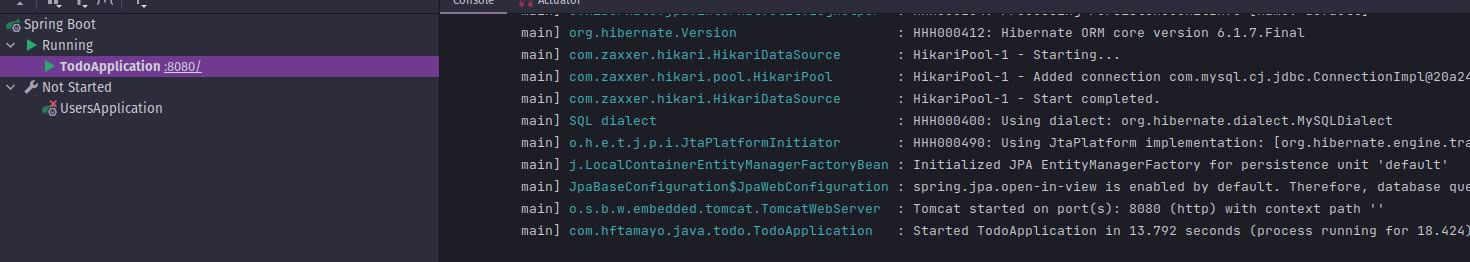 Console Actuator
Spring Boot
Running
TodoApplication :8080/
Not Started
UsersApplication
main] org.hibernate.Version : HHH000412: Hibernate ORM core version 6.1.7.Final
main] com.zaxxer.hikari.HikariDataSource : HikariPool-1 - Starting...
main] com.zaxxer.hikari.pool.HikariPool : HikariPool-1 - Added connection com.mysql.cj.jdbc.ConnectionImpl@20a24
main] com.zaxxer.hikari.HikariDataSource : HikariPool-1 - Start completed.
main] SQL dialect : HHH000400: Using dialect: org.hibernate.dialect.MySQLDialect
main] o.h.e.t.j.p.i.JtaPlatformInitiator : HHH000490: Using JtaPlatform implementation: [org.hibernate.engine.tra
main] j.LocalContainerEntityManagerFactoryBean : Initialized JPA EntityManagerFactory for persistence unit 'default'
main] JpaBaseConfiguration$JpaWebConfiguration : spring.jpa.open-in-view is enabled by default. Therefore, database que
main] o.s.b.w.embedded.tomcat.TomcatWebServer : Tomcat started on port(s): 8080 (http) with context path ''
main] com.hftamayo.java.todo.TodoApplication : Started TodoApplication in 13.792 seconds (process running for 18.424)